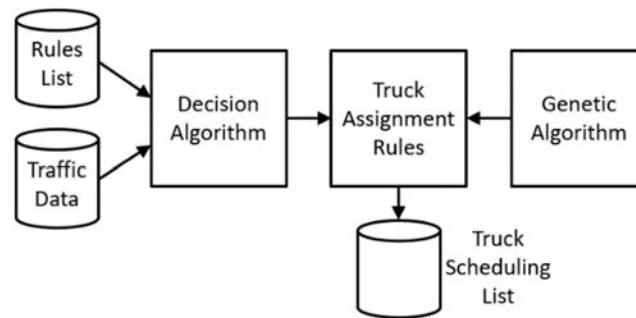 Rules
List
Traffic
Data
Decision
Algorithm
Truck
Assignment
Rules
Genetic
Algorithm
Truck
Scheduling
List